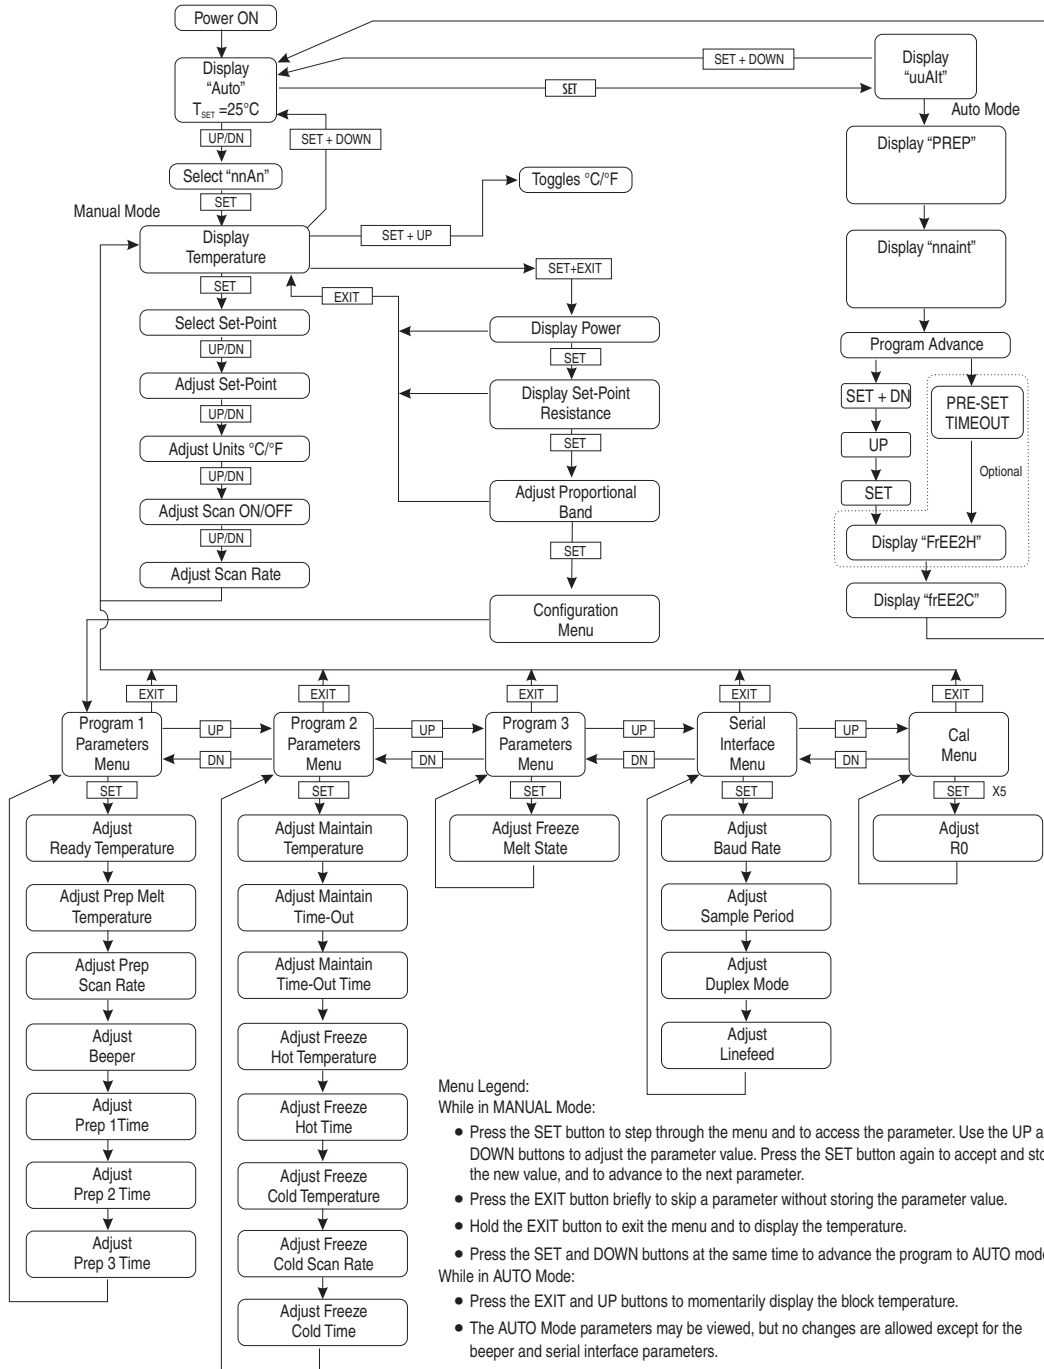 Power ON
Display
“Auto”
TSET =25°C
UP/DN
Select “nnAn”
SET
Manual Mode
Display
Temperature
SET + DOWN
SET
SET + DOWN
Display
“uuAIt”
Auto Mode
SET + UP
Toggles °C/°F
SET+EXIT
EXIT
SET
Select Set-Point
UP/DN
Adjust Set-Point
UP/DN
Adjust Units °C/°F
UP/DN
Adjust Scan ON/OFF
UP/DN
Adjust Scan Rate
Display Power
SET
Display Set-Point
Resistance
SET
Adjust Proportional
Band
SET
Configuration
Menu
Display “PREP”
Display “nnaint”
Program Advance
SET + DN
UP
SET
PRE-SET
TIMEOUT
Optional
Display “FrEE2H”
Display “frEE2C”
EXIT
EXIT
EXIT
EXIT
EXIT
Program 1
Parameters
Menu
UP
DN
Program 2
Parameters
Menu
UP
DN
Program 3
Parameters
Menu
UP
DN
Serial
Interface
Menu
UP
DN
Cal
Menu
SET
Adjust
Ready Temperature
Adjust Prep Melt
Temperature
Adjust Prep
Scan Rate
Adjust
Beeper
Adjust
Prep 1Time
Adjust
Prep 2 Time
Adjust
Prep 3 Time
SET
Adjust Maintain
Temperature
Adjust Maintain
Time-Out
Adjust Maintain
Time-Out Time
Adjust Freeze
Hot Temperature
Adjust Freeze
Hot Time
Adjust Freeze
Cold Temperature
Adjust Freeze
Cold Scan Rate
Adjust Freeze
Cold Time
SET
Adjust Freeze
Melt State
SET
Adjust
Baud Rate
Adjust
Sample Period
Adjust
Duplex Mode
Adjust
Linefeed
SET X5
Adjust
R0
Menu Legend:
While in MANUAL Mode:
• Press the SET button to step through the menu and to access the parameter. Use the UP a
DOWN buttons to adjust the parameter value. Press the SET button again to accept and sto
the new value, and to advance to the next parameter.
• Press the EXIT button briefly to skip a parameter without storing the parameter value.
• Hold the EXIT button to exit the menu and to display the temperature.
• Press the SET and DOWN buttons at the same time to advance the program to AUTO mod
While in AUTO Mode:
• Press the EXIT and UP buttons to momentarily display the block temperature.
• The AUTO Mode parameters may be viewed, but no changes are allowed except for the
beeper and serial interface parameters.